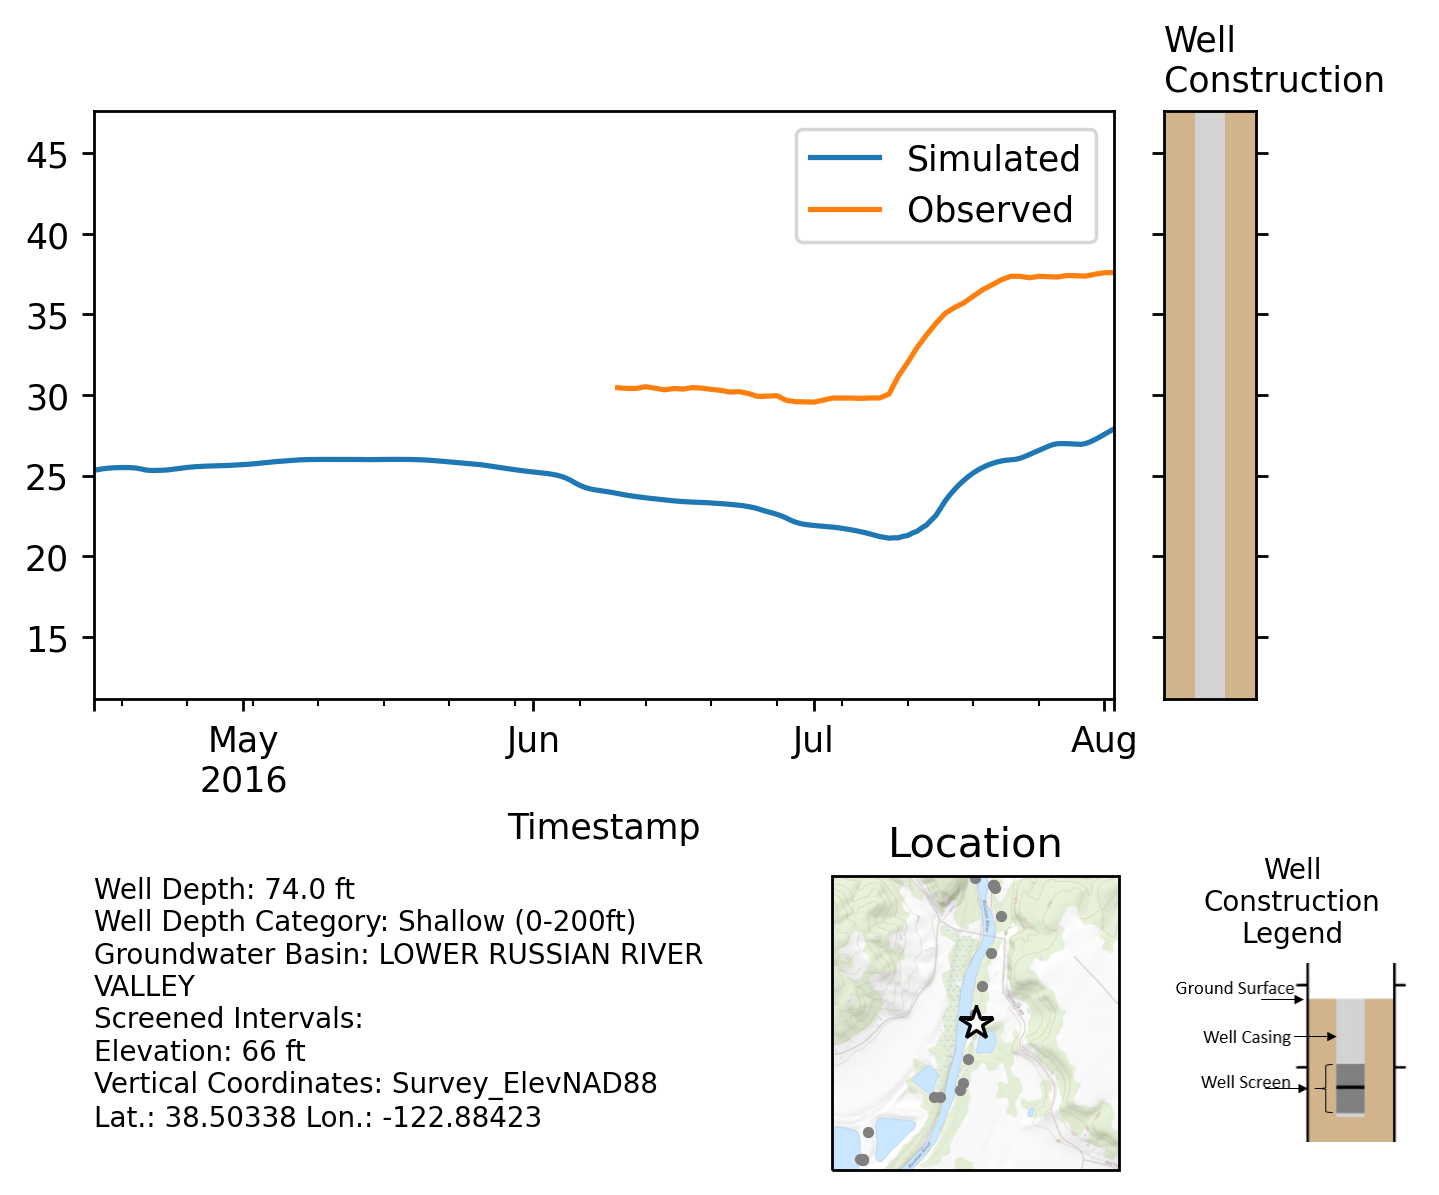 Well
Construction
Simulated
Observed
45
40
35
30
25
20
15
May
2016
Jun
Jul
Aug
Timestamp
Well Depth: 74.0 ft
Well Depth Category: Shallow (0-200ft)
Groundwater Basin: LOWER RUSSIAN RIVER
VALLEY
Screened Intervals:
Elevation: 66 ft
Vertical Coordinates: Survey_ElevNAD88
Lat.: 38.50338 Lon.: -122.88423
Location
Well
Construction
Legend
Ground Surface
Well Casing
Well Screen